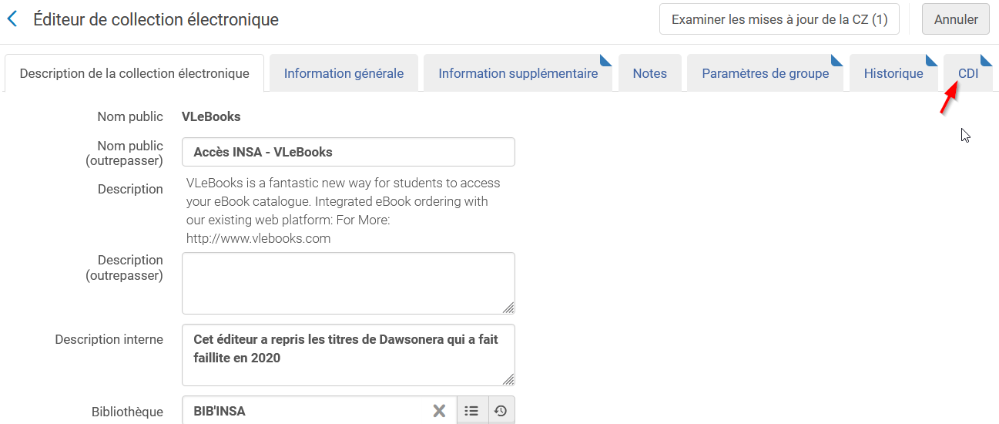 Éditeur de collection électronique
Examiner les mises à jour de la CZ (1)
Annuler
Description de la collection électronique
Information générale
Information supplémentaire
Notes
Paramètres de groupe
Historique
CDI
Nom public
VLeBooks
Nom public
(outrepasser)
Accès INSA - VLeBooks
Description
VLeBooks is a fantastic new way for students to access
your eBook catalogue. Integrated eBook ordering with
our existing web platform: For More:
http://www.vlebooks.com
Description
(outrepasser)
Description interne
Cet éditeur a repris les titres de Dawsonera qui a fait
faillite en 2020
Bibliothèque
BIB'INSA